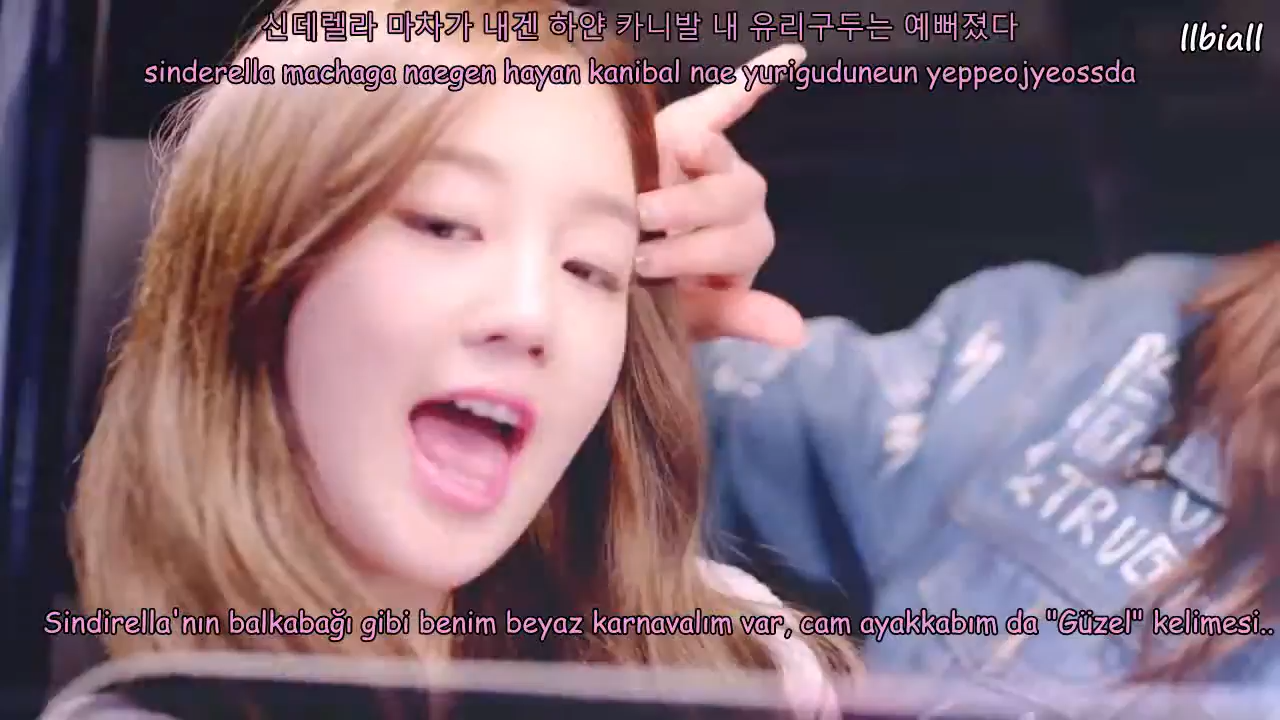 신데렐라 마차가 내겐 하얀 카니발 내 유리구두는 예뻐졌다
llbiall
sinderella machaga naegen hayan kanibal nae yuriguduneun yeppeojyeossda
&TRUE
Sindirella'nın balkabağı gibi benim beyaz karnavalım var, cam ayakkabım da "Güzel" kelimesi..